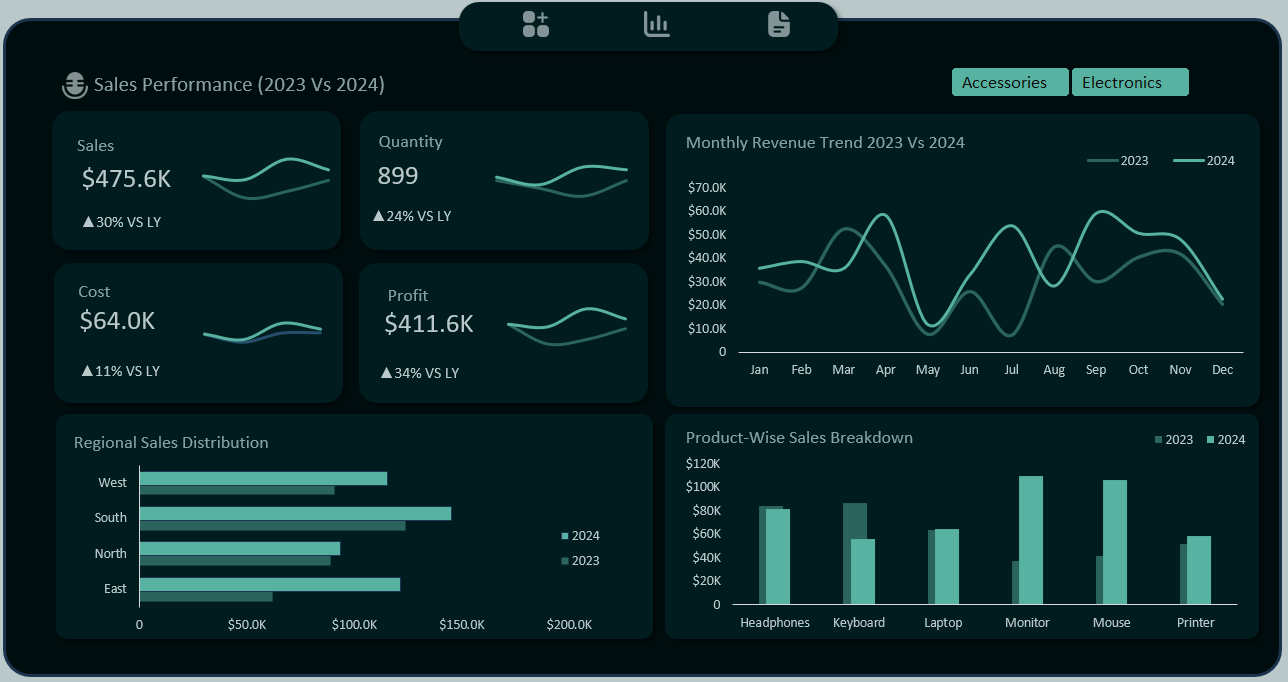 Sales Performance (2023 Vs 2024)
Accessories
Electronics
Sales
$475.6K
▲30% VS LY
Quantity
899
▲24% VS LY
Cost
$64.0K
▲11% VS LY
Profit
$411.6K
▲34% VS LY
Monthly Revenue Trend 2023 Vs 2024
2023 2024
$70.0K
$60.0K
$50.0K
$40.0K
$30.0K
$20.0K
$10.0K
0
Jan Feb Mar Apr May Jun Jul Aug Sep Oct Nov Dec
Regional Sales Distribution
West
South
North
East
2024
2023
0 $50.0K $100.0K $150.0K $200.0K
Product-Wise Sales Breakdown
2023 2024
$120K
$100K
$80K
$60K
$40K
$20K
0
Headphones Keyboard Laptop Monitor Mouse Printer